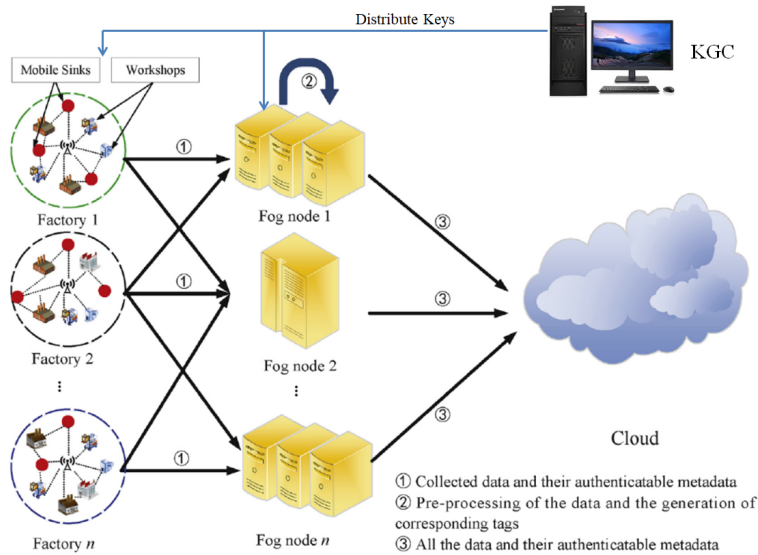 Distribute Keys
KGC
Mobile Sinks
Workshops
②
①
Factory 1
Fog node 1
③
①
③
Factory 2
Fog node 2
⋮
⋮
③
①
Cloud
Factory n
Fog node n
① Collected data and their authenticatable metadata
② Pre-processing of the data and the generation of
corresponding tags
③ All the data and their authenticatable metadata